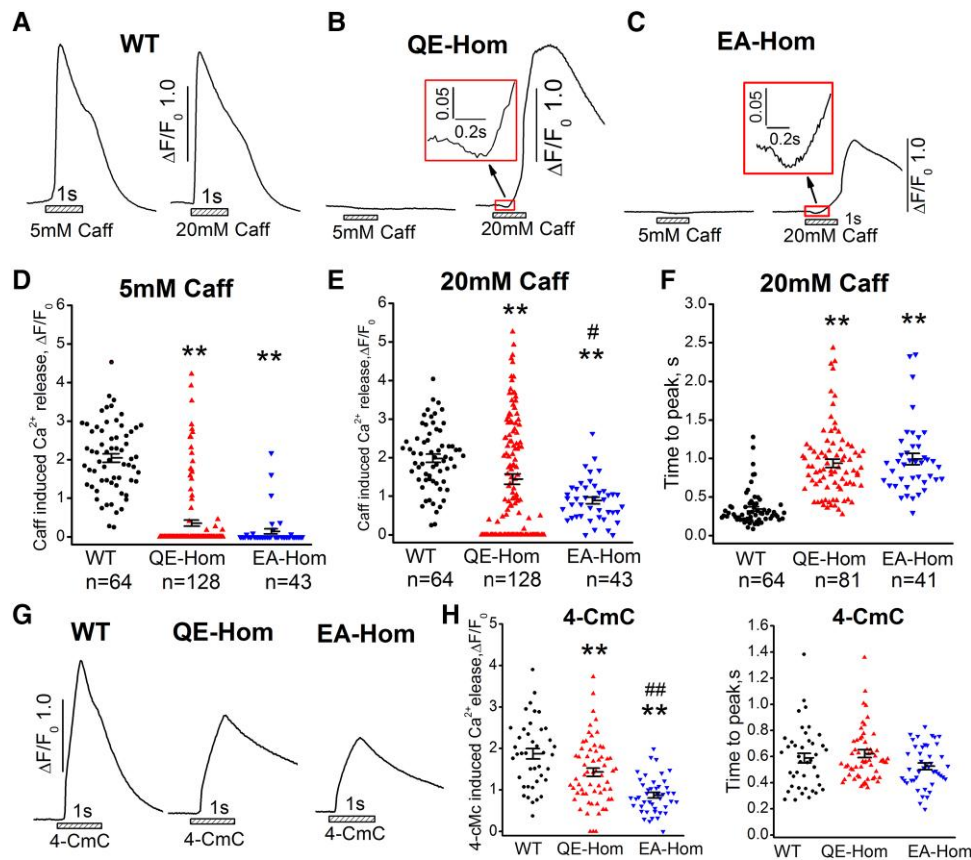 A
WT
ΔF/F0 1.0
1s
1s
5mM Caff
20mM Caff
B
QE-Hom
0.05
0.2s
ΔF/F0 1.0
5mM Caff
20mM Caff
C
EA-Hom
0.05
0.2s
ΔF/F0 1.0
1s
5mM Caff
20mM Caff
D
5mM Caff
Caff induced Ca2+ release, ΔF/F0
6
5
4
3
2
1
0
**
**
WT
QE-Hom
EA-Hom
n=64
n=128
n=43
E
20mM Caff
Caff induced Ca2+ release,ΔF/F0
6
5
4
3
2
1
0
**
#
**
WT
QE-Hom
EA-Hom
n=64
n=128
n=43
F
20mM Caff
Time to peak, s
3.0
2.5
2.0
1.5
1.0
0.5
0.0
**
**
WT
QE-Hom
EA-Hom
n=64
n=81
n=41
G
WT
QE-Hom
EA-Hom
ΔF/F0 1.0
1s
1s
1s
4-CmC
4-CmC
4-CmC
H
4-CmC
4-cMc induced Ca2+ elease,ΔF/F0
5
4
3
2
1
0
**
##
**
WT
QE-Hom
EA-Hom
4-CmC
Time to peak,s
1.6
1.4
1.2
1.0
0.8
0.6
0.4
0.2
0.0
WT
QE-Hom
EA-Hom